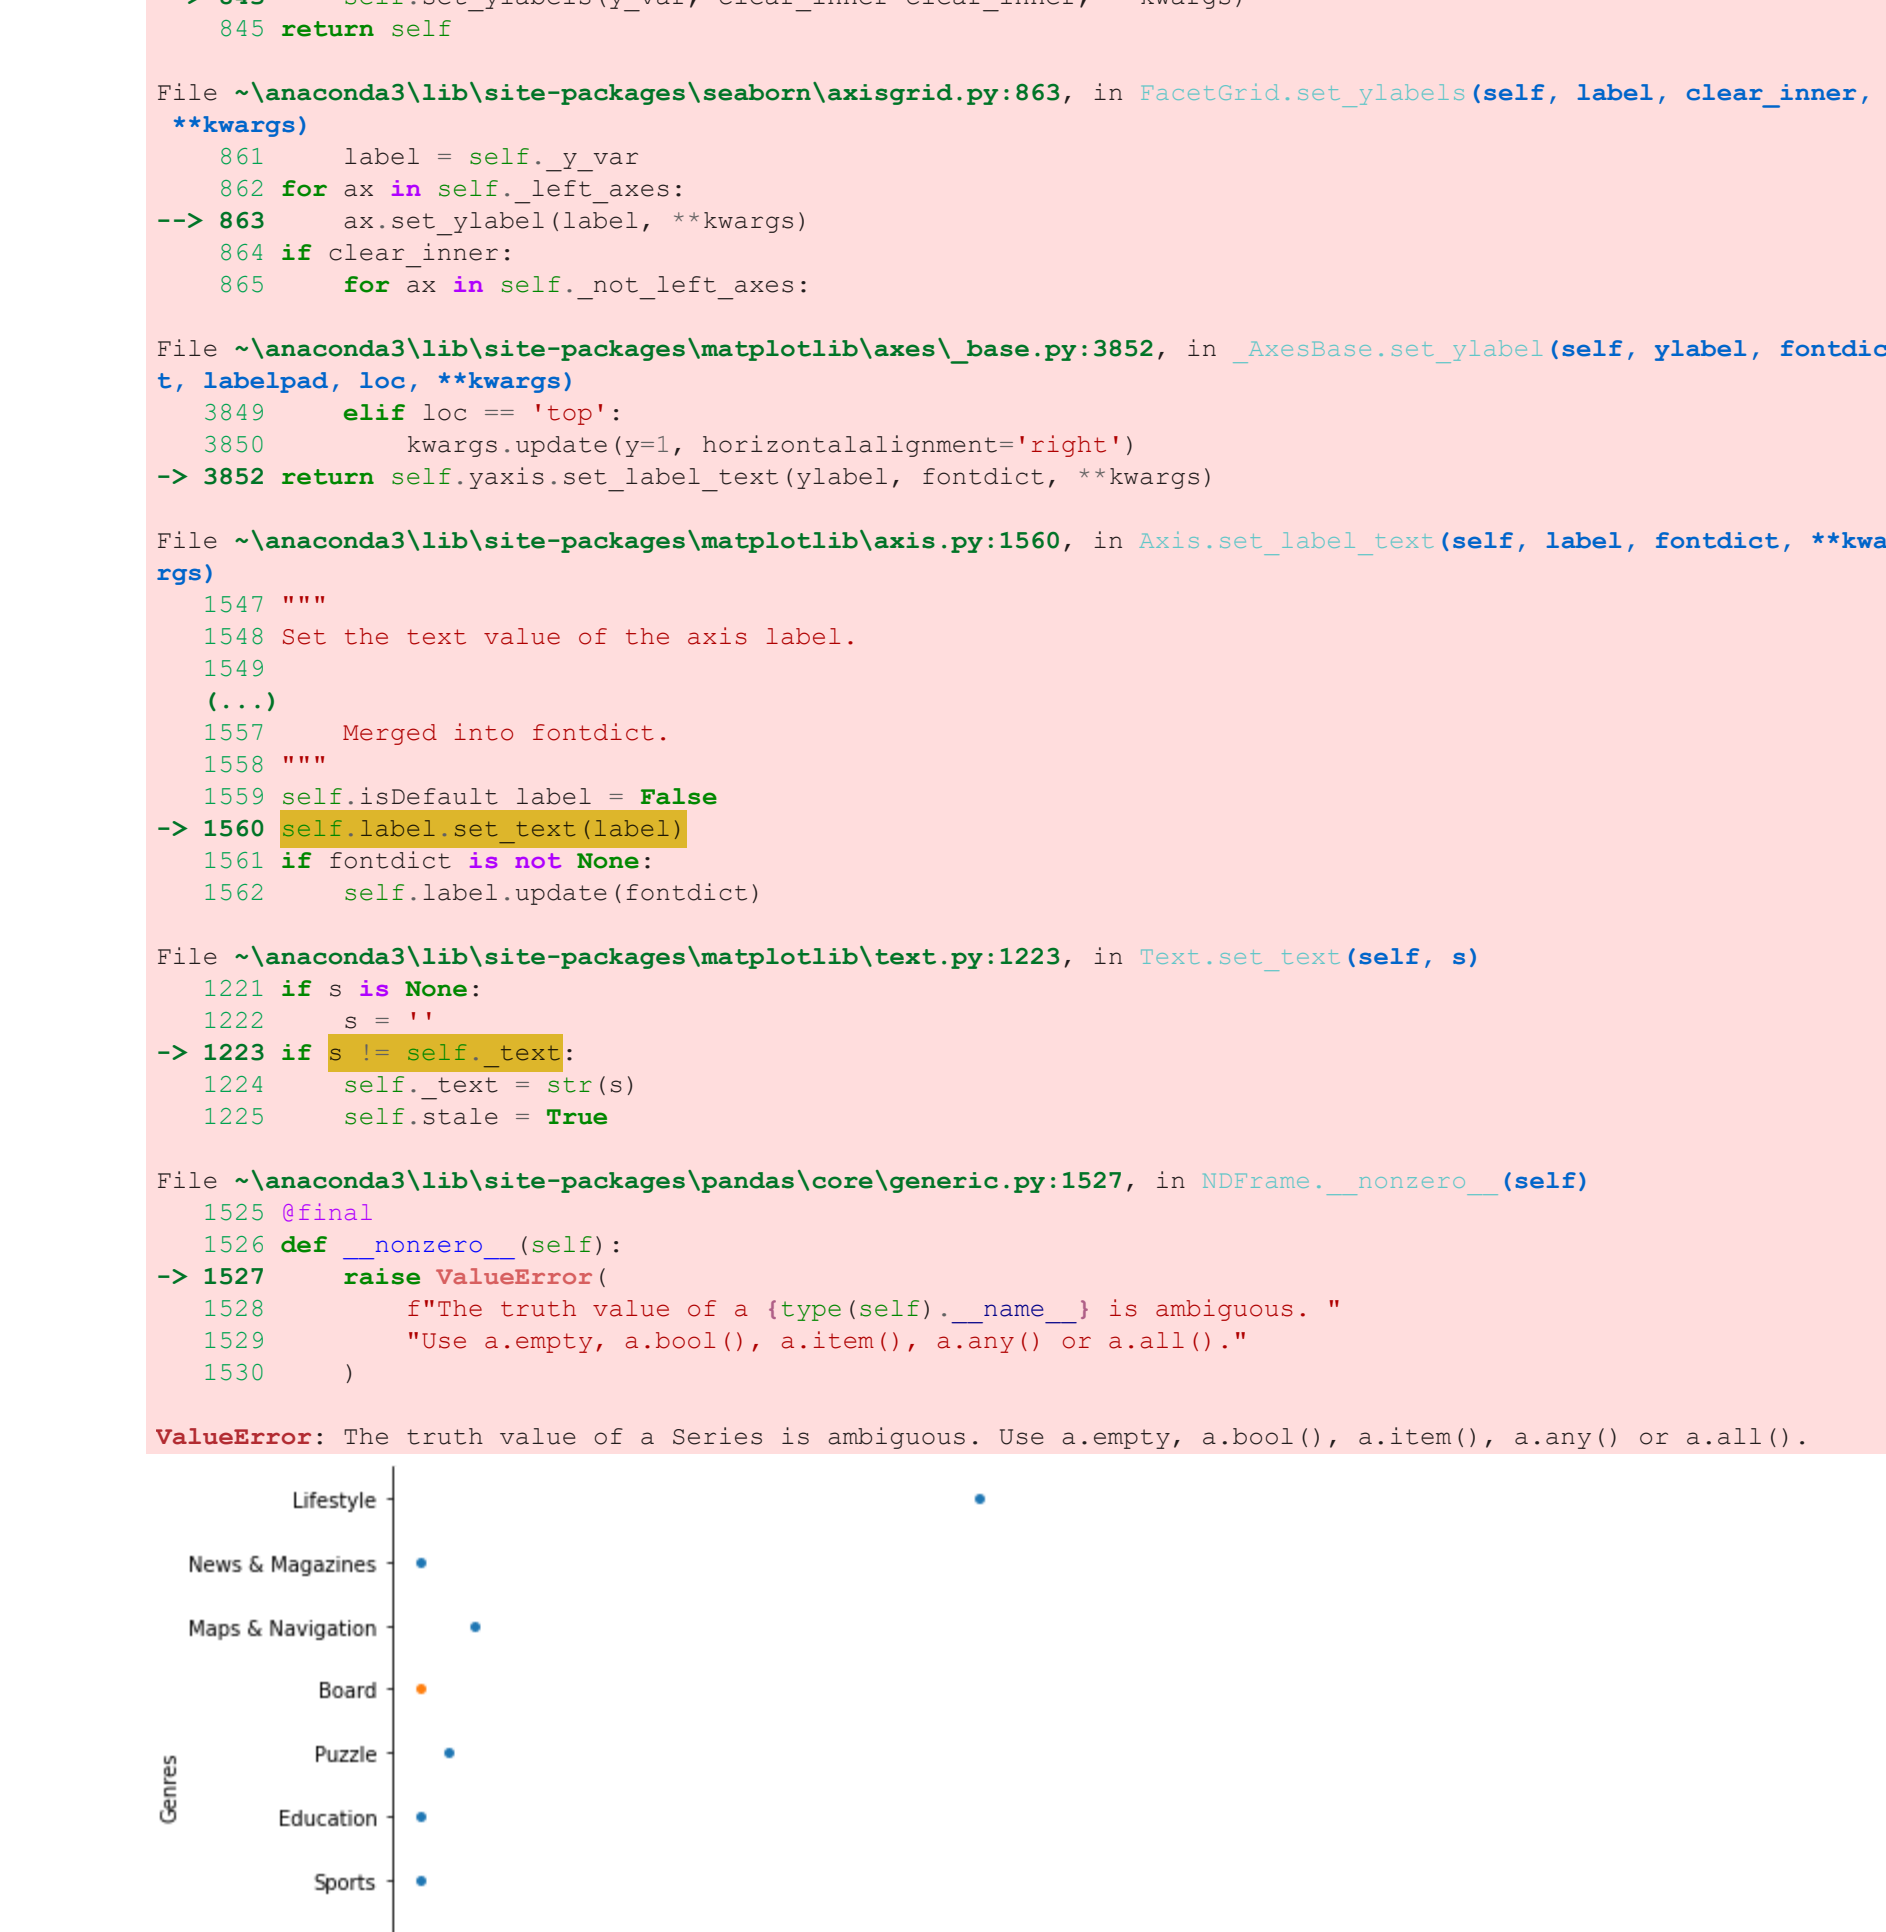 845 return self
File ~\anaconda3\lib\site-packages\seaborn\axisgrid.py:863, in FacetGrid.set_ylabels(self, label, clear_inner,
**kwargs)
861 label = self._y_var
862 for ax in self._left_axes:
--> 863 ax.set_ylabel(label, **kwargs)
864 if clear_inner:
865 for ax in self._not_left_axes:
File ~\anaconda3\lib\site-packages\matplotlib\axes\_base.py:3852, in _AxesBase.set_ylabel(self, ylabel, fontdic
t, labelpad, loc, **kwargs)
3849 elif loc == 'top':
3850 kwargs.update(y=1, horizontalalignment='right')
-> 3852 return self.yaxis.set_label_text(ylabel, fontdict, **kwargs)
File ~\anaconda3\lib\site-packages\matplotlib\axis.py:1560, in Axis.set_label_text(self, label, fontdict, **kwa
rgs)
1547 """
1548 Set the text value of the axis label.
1549
(...)
1557 Merged into fontdict.
1558 """
1559 self.isDefault_label = False
-> 1560 self.label.set_text(label)
1561 if fontdict is not None:
1562 self.label.update(fontdict)
File ~\anaconda3\lib\site-packages\matplotlib\text.py:1223, in Text.set_text(self, s)
1221 if s is None:
1222 s = ''
-> 1223 if s != self._text:
1224 self._text = str(s)
1225 self.stale = True
File ~\anaconda3\lib\site-packages\pandas\core\generic.py:1527, in NDFrame.__nonzero__(self)
1525 @final
1526 def __nonzero__(self):
-> 1527 raise ValueError(
1528 f"The truth value of a {type(self).__name__} is ambiguous. "
1529 "Use a.empty, a.bool(), a.item(), a.any() or a.all()."
1530 )
ValueError: The truth value of a Series is ambiguous. Use a.empty, a.bool(), a.item(), a.any() or a.all().
Lifestyle
News & Magazines
Maps & Navigation
Board
Puzzle
Genres
Education
Sports